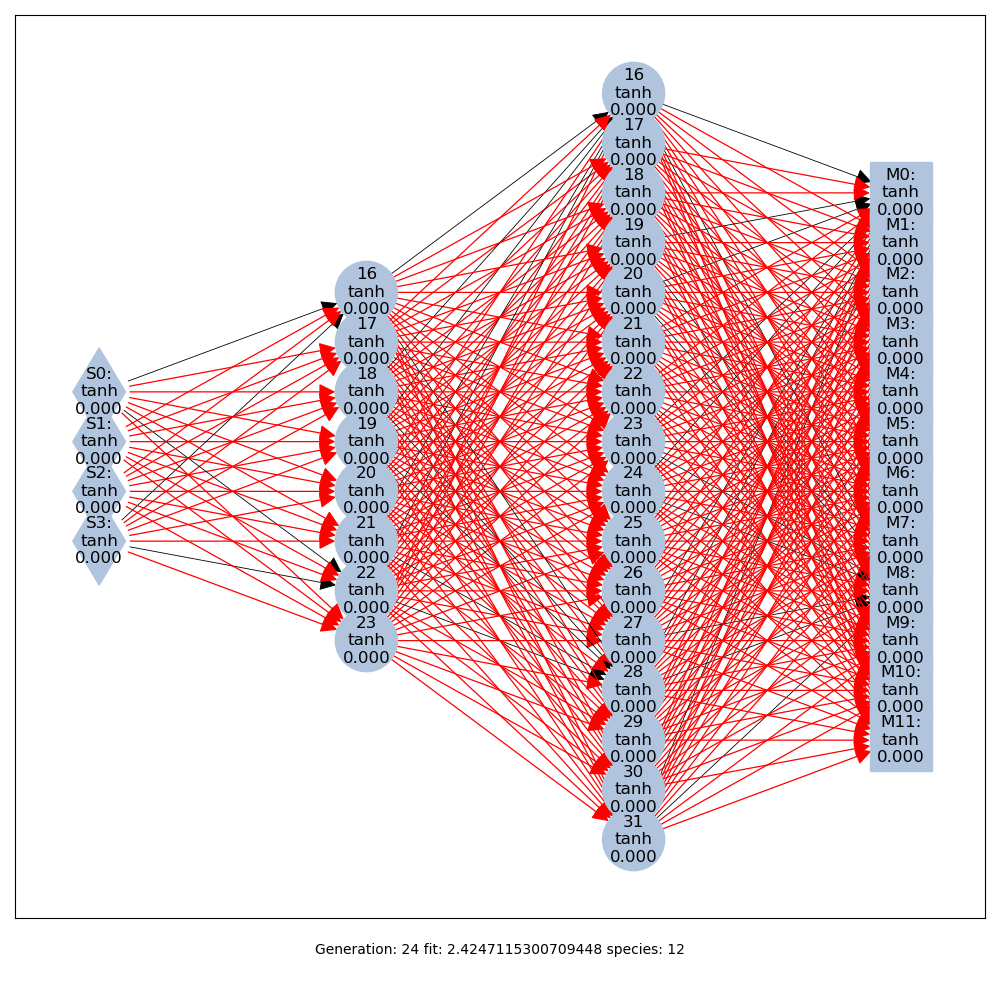 S0:
tanh
0.000
S1:
tanh
0.000
S2:
tanh
0.000
S3:
tanh
0.000
16
tanh
0.000
17
tanh
0.000
18
tanh
0.000
19
tanh
0.000
20
tanh
0.000
21
tanh
0.000
22
tanh
0.000
23
tanh
0.000
16
tanh
0.000
17
tanh
0.000
18
tanh
0.000
19
tanh
0.000
20
tanh
0.000
21
tanh
0.000
22
tanh
0.000
23
tanh
0.000
24
tanh
0.000
25
tanh
0.000
26
tanh
0.000
27
tanh
0.000
28
tanh
0.000
29
tanh
0.000
30
tanh
0.000
31
tanh
0.000
M0:
tanh
0.000
M1:
tanh
0.000
M2:
tanh
0.000
M3:
tanh
0.000
M4:
tanh
0.000
M5:
tanh
0.000
M6:
tanh
0.000
M7:
tanh
0.000
M8:
tanh
0.000
M9:
tanh
0.000
M10:
tanh
0.000
M11:
tanh
0.000
Generation: 24 fit: 2.4247115300709448 species: 12